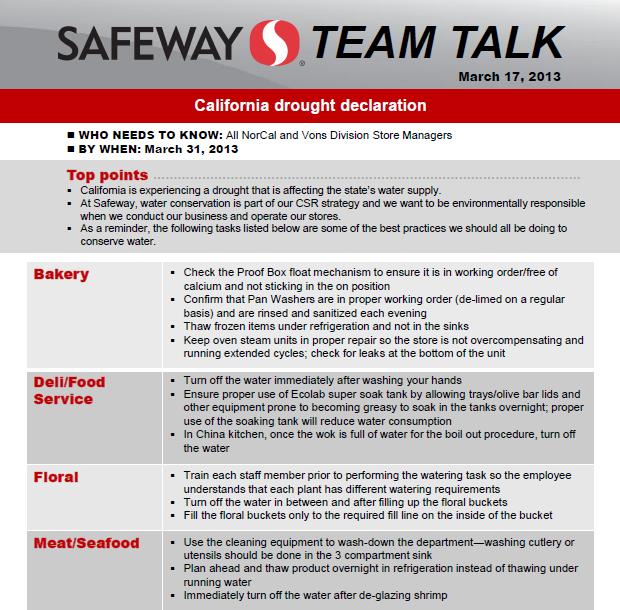 SAFEWAY ® TEAM TALK
March 17, 2013
California drought declaration
■ WHO NEEDS TO KNOW: All NorCal and Vons Division Store Managers
■ BY WHEN: March 31, 2013
Top points
▪ California is experiencing a drought that is affecting the state's water supply.
▪ At Safeway, water conservation is part of our CSR strategy and we want to be environmentally responsible
when we conduct our business and operate our stores.
▪ As a reminder, the following tasks listed below are some of the best practices we should all be doing to
conserve water.
Bakery
▪ Check the Proof Box float mechanism to ensure it is in working order/free of
calcium and not sticking in the on position
▪ Confirm that Pan Washers are in proper working order (de-limed on a regular
basis) and are rinsed and sanitized each evening
▪ Thaw frozen items under refrigeration and not in the sinks
▪ Keep oven steam units in proper repair so the store is not overcompensating and
running extended cycles; check for leaks at the bottom of the unit
Deli/Food
Service
▪ Turn off the water immediately after washing your hands
▪ Ensure proper use of Ecolab super soak tank by allowing trays/olive bar lids and
other equipment prone to becoming greasy to soak in the tanks overnight; proper
use of the soaking tank will reduce water consumption
▪ In China kitchen, once the wok is full of water for the boil out procedure, turn off
the water
Floral
▪ Train each staff member prior to performing the watering task so the employee
understands that each plant has different watering requirements
▪ Turn off the water in between and after filling up the floral buckets
▪ Fill the floral buckets only to the required fill line on the inside of the bucket
Meat/Seafood
▪ Use the cleaning equipment to wash-down the department—washing cutlery or
utensils should be done in the 3 compartment sink
▪ Plan ahead and thaw product overnight in refrigeration instead of thawing under
running water
▪ Immediately turn off the water after de-glazing shrimp